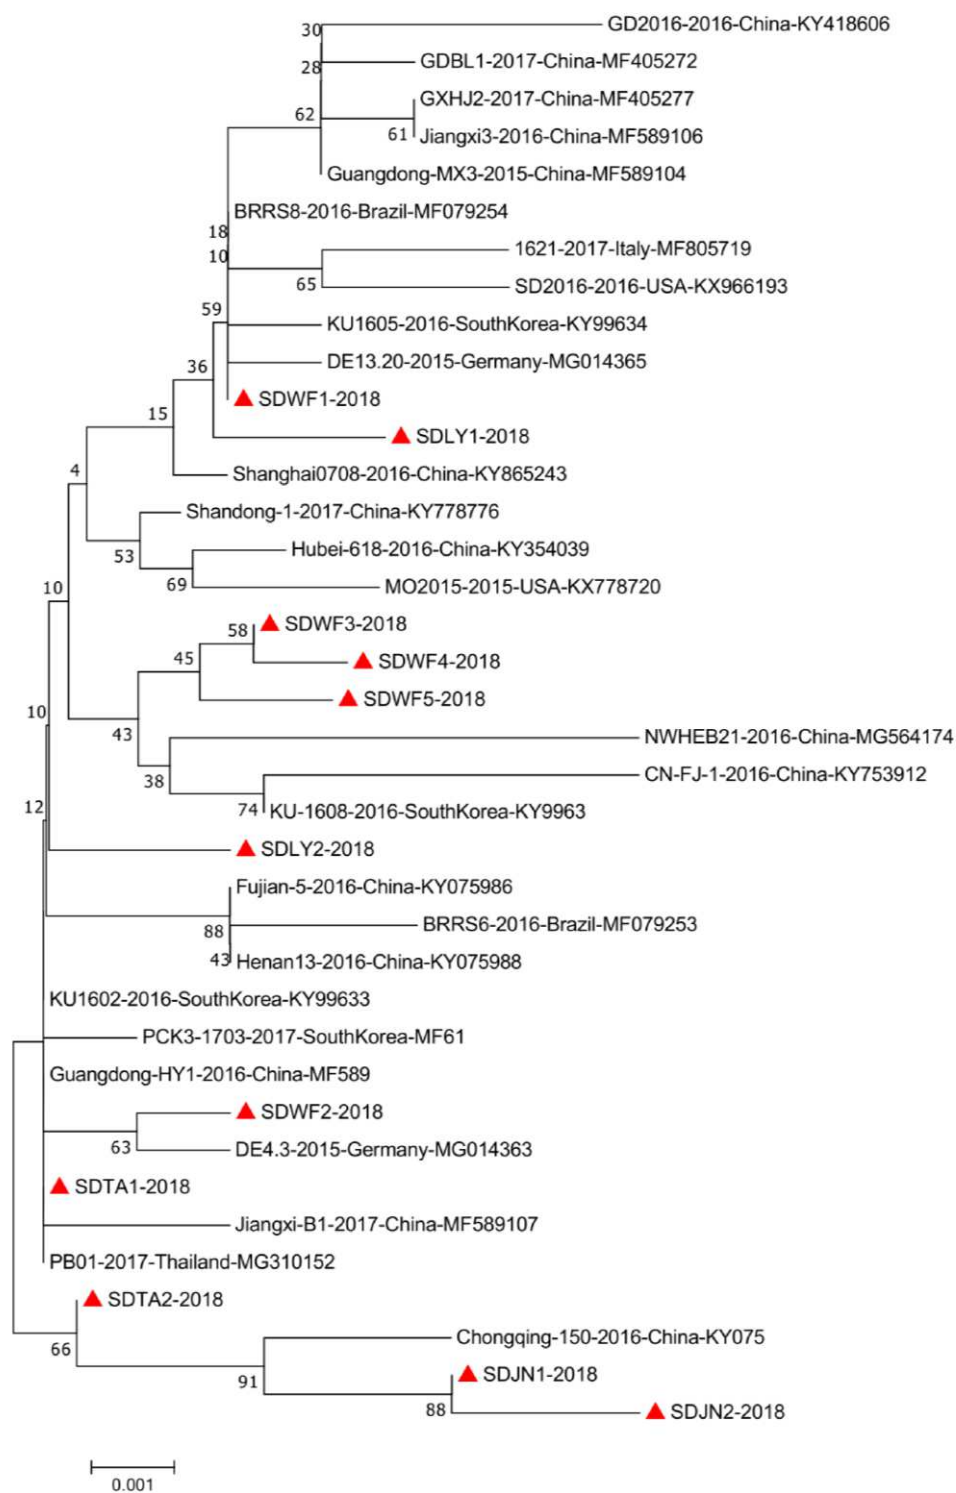 30
GD2016-2016-China-KY418606
28
GDBL1-2017-China-MF405272
GXHJ2-2017-China-MF405277
62
61
Jiangxi3-2016-China-MF589106
Guangdong-MX3-2015-China-MF589104
BRRS8-2016-Brazil-MF079254
18
10
1621-2017-Italy-MF805719
65
SD2016-2016-USA-KX966193
59
KU1605-2016-SouthKorea-KY99634
36
DE13.20-2015-Germany-MG014365
SDWF1-2018
15
SDLY1-2018
4
Shanghai0708-2016-China-KY865243
Shandong-1-2017-China-KY778776
53
Hubei-618-2016-China-KY354039
69
MO2015-2015-USA-KX778720
10
58
SDWF3-2018
45
SDWF4-2018
10
SDWF5-2018
43
NWHEB21-2016-China-MG564174
38
CN-FJ-1-2016-China-KY753912
12
74
KU-1608-2016-SouthKorea-KY9963
SDLY2-2018
Fujian-5-2016-China-KY075986
88
BRRS6-2016-Brazil-MF079253
43
Henan13-2016-China-KY075988
KU1602-2016-SouthKorea-KY99633
PCK3-1703-2017-SouthKorea-MF61
Guangdong-HY1-2016-China-MF589
SDWF2-2018
63
DE4.3-2015-Germany-MG014363
SDTA1-2018
Jiangxi-B1-2017-China-MF589107
PB01-2017-Thailand-MG310152
SDTA2-2018
66
Chongqing-150-2016-China-KY075
91
SDJN1-2018
88
SDJN2-2018
0.001